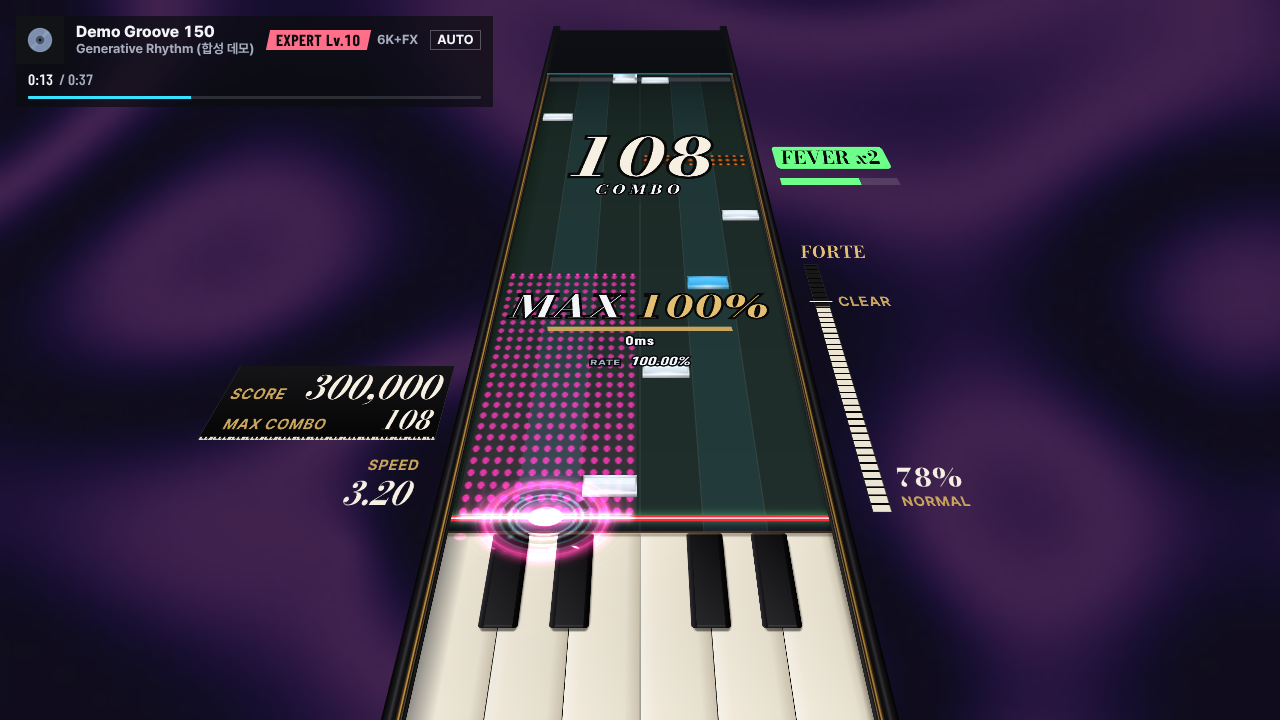 Demo Groove 150
Generative Rhythm (합성 데모)
EXPERT Lv.10
6K+FX
AUTO
0:13 / 0:37
108
COMBO
FEVER x2
FORTE
CLEAR
MAX 100%
0ms
RATE 100.00%
SCORE 300,000
MAX COMBO 108
SPEED
3.20
78%
NORMAL